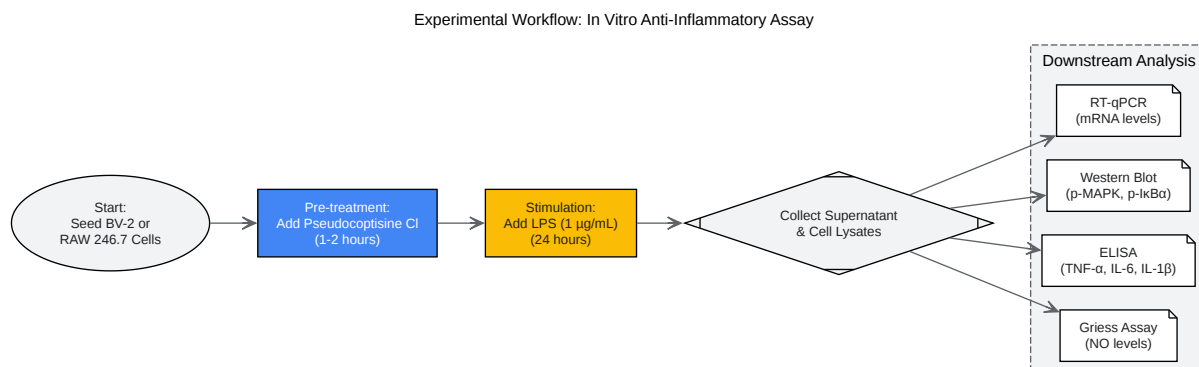 Experimental Workflow: In Vitro Anti-Inflammatory Assay
Start:
Seed BV-2 or
RAW 246.7 Cells
Pre-treatment:
Add Pseudocoptisine Cl
(1-2 hours)
Stimulation:
Add LPS (1 µg/mL)
(24 hours)
Collect Supernatant
& Cell Lysates
Downstream Analysis
RT-qPCR
(mRNA levels)
Western Blot
(p-MAPK, p-IκBα)
ELISA
(TNF-α, IL-6, IL-1β)
Griess Assay
(NO levels)